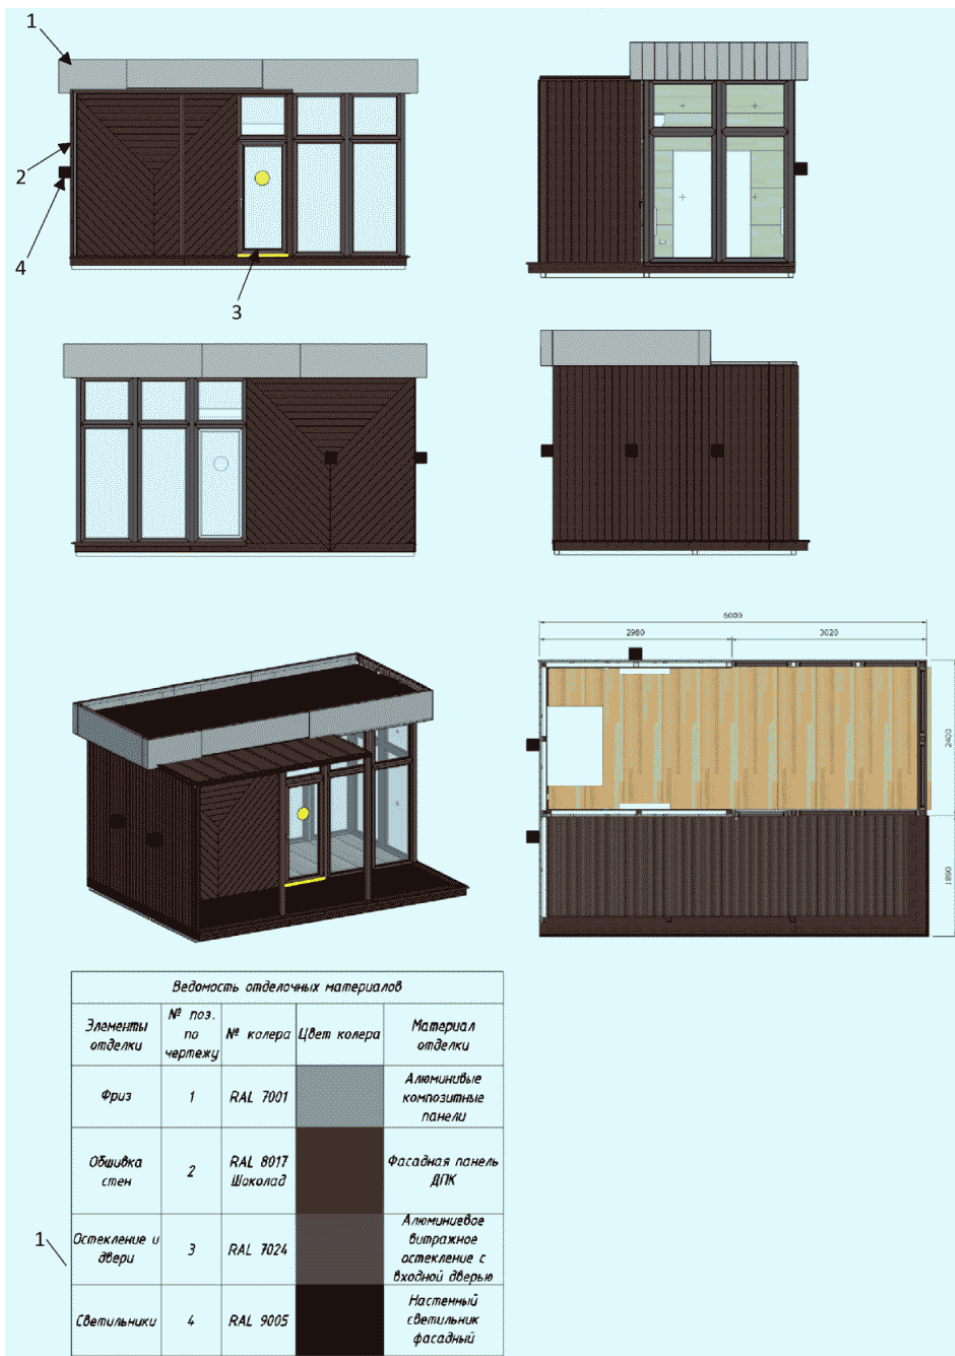 1
2
4
3
6000
2980
3020
2400
1890
Ведомость отделочных материалов
Элементы
отделки
№ поз.
по
чертежу
№ колера
Цвет колера
Материал
отделки
Фриз
1
RAL 7001
Алюминивые
композитные
панели
Обшивка
стен
2
RAL 8017
Шоколад
Фасадная панель
ДПК
1
Остекление и
двери
3
RAL 7024
Алюминиевое
витражное
остекление с
входной дверью
Светильники
4
RAL 9005
Настенный
светильник
фасадный